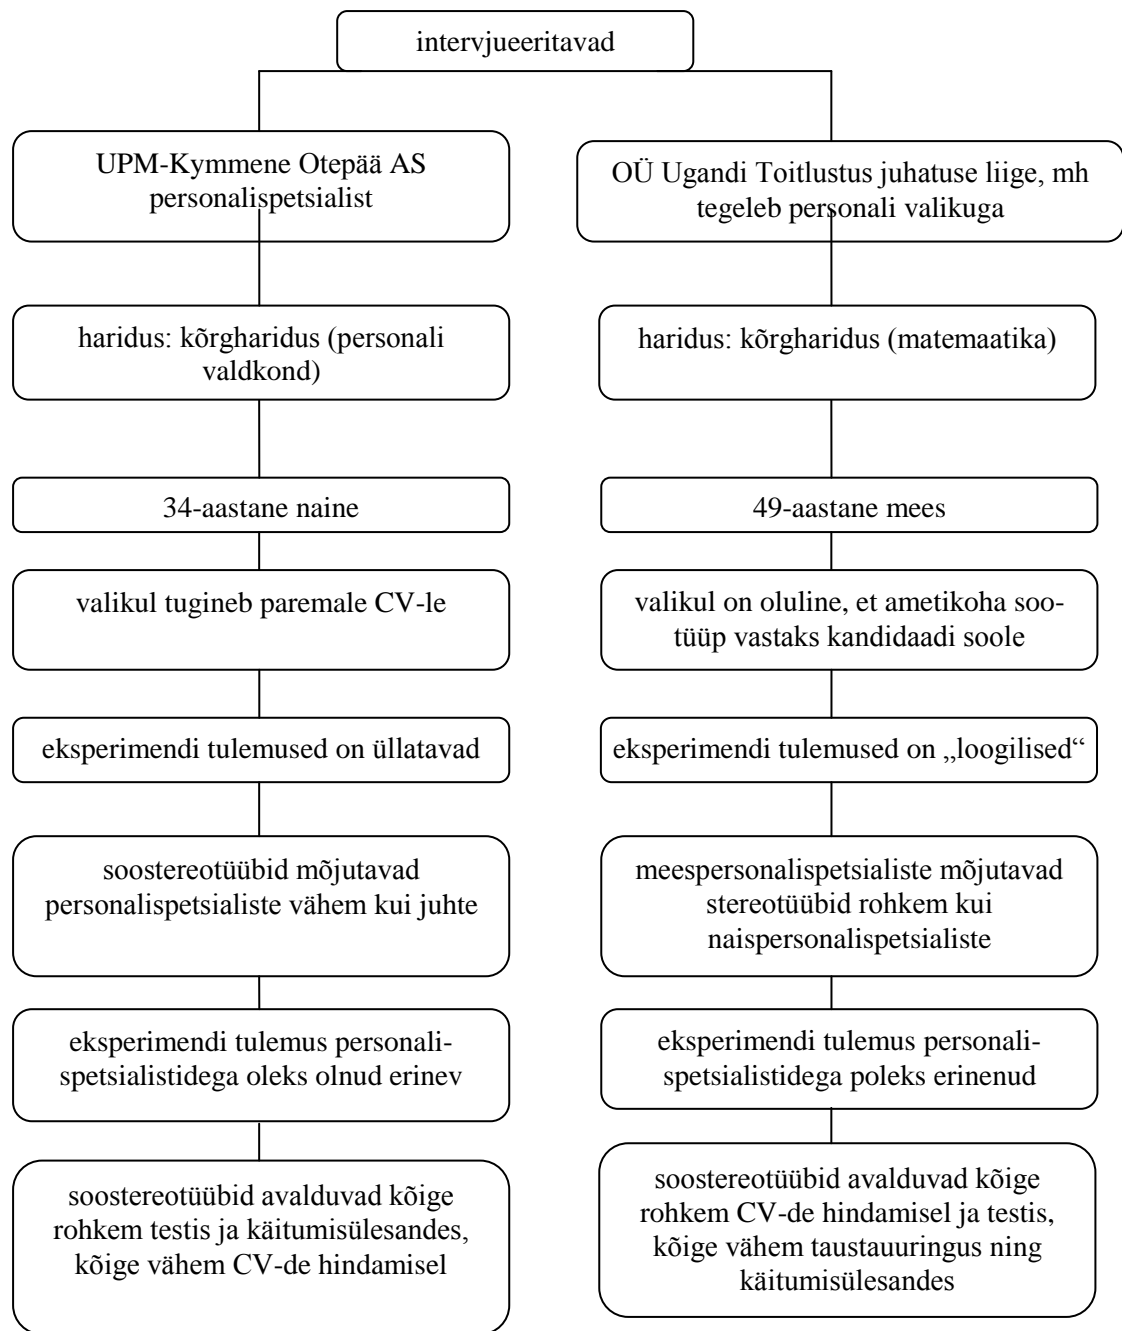 intervjueeritavad
UPM-Kymmene Otepää AS
personalispetsialist
OÜ Ugandi Toitlustus juhatuse liige, mh
tegeleb personali valikuga
haridus: kõrgharidus (personali
valdkond)
haridus: kõrgharidus (matemaatika)
34-aastane naine
49-aastane mees
valikul tugineb paremale CV-le
valikul on oluline, et ametikoha soo-
tüüp vastaks kandidaadi soole
eksperimendi tulemused on üllatavad
eksperimendi tulemused on „loogilised“
soostereotüübid mõjutavad
personalispetsialiste vähem kui juhte
meespersonalispetsialiste mõjutavad
stereotüübid rohkem kui
naispersonalispetsialiste
eksperimendi tulemus personali-
spetsialistidega oleks olnud erinev
eksperimendi tulemus personali-
spetsialistidega poleks erinenud
soostereotüübid avalduvad kõige
rohkem testis ja käitumisülesandes,
kõige vähem CV-de hindamisel
soostereotüübid avalduvad kõige
rohkem CV-de hindamisel ja testis,
kõige vähem taustauuringus ning
käitumisülesandes